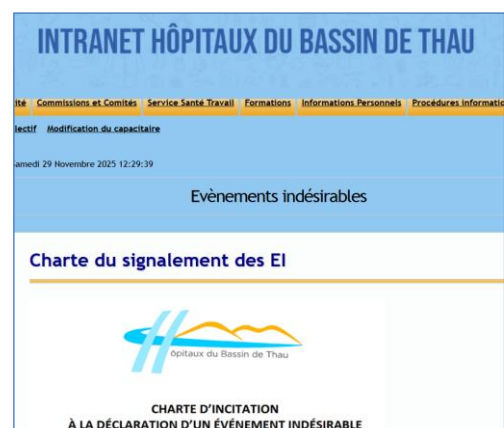 INTRANET HÔPITAUX DU BASSIN DE THAU
ité Commissions et Comités Service Santé Travail Formations Informations Personnels Procédures informatio
lectif Modification du capacitaire
amedi 29 Novembre 2025 12:29:39
Evènements indésirables
Charte du signalement des EI
ôpitaux du Bassin de Thau
CHARTE D'INCITATION
À LA DÉCLARATION D'UN ÉVÉNEMENT INDÉSIRABLE